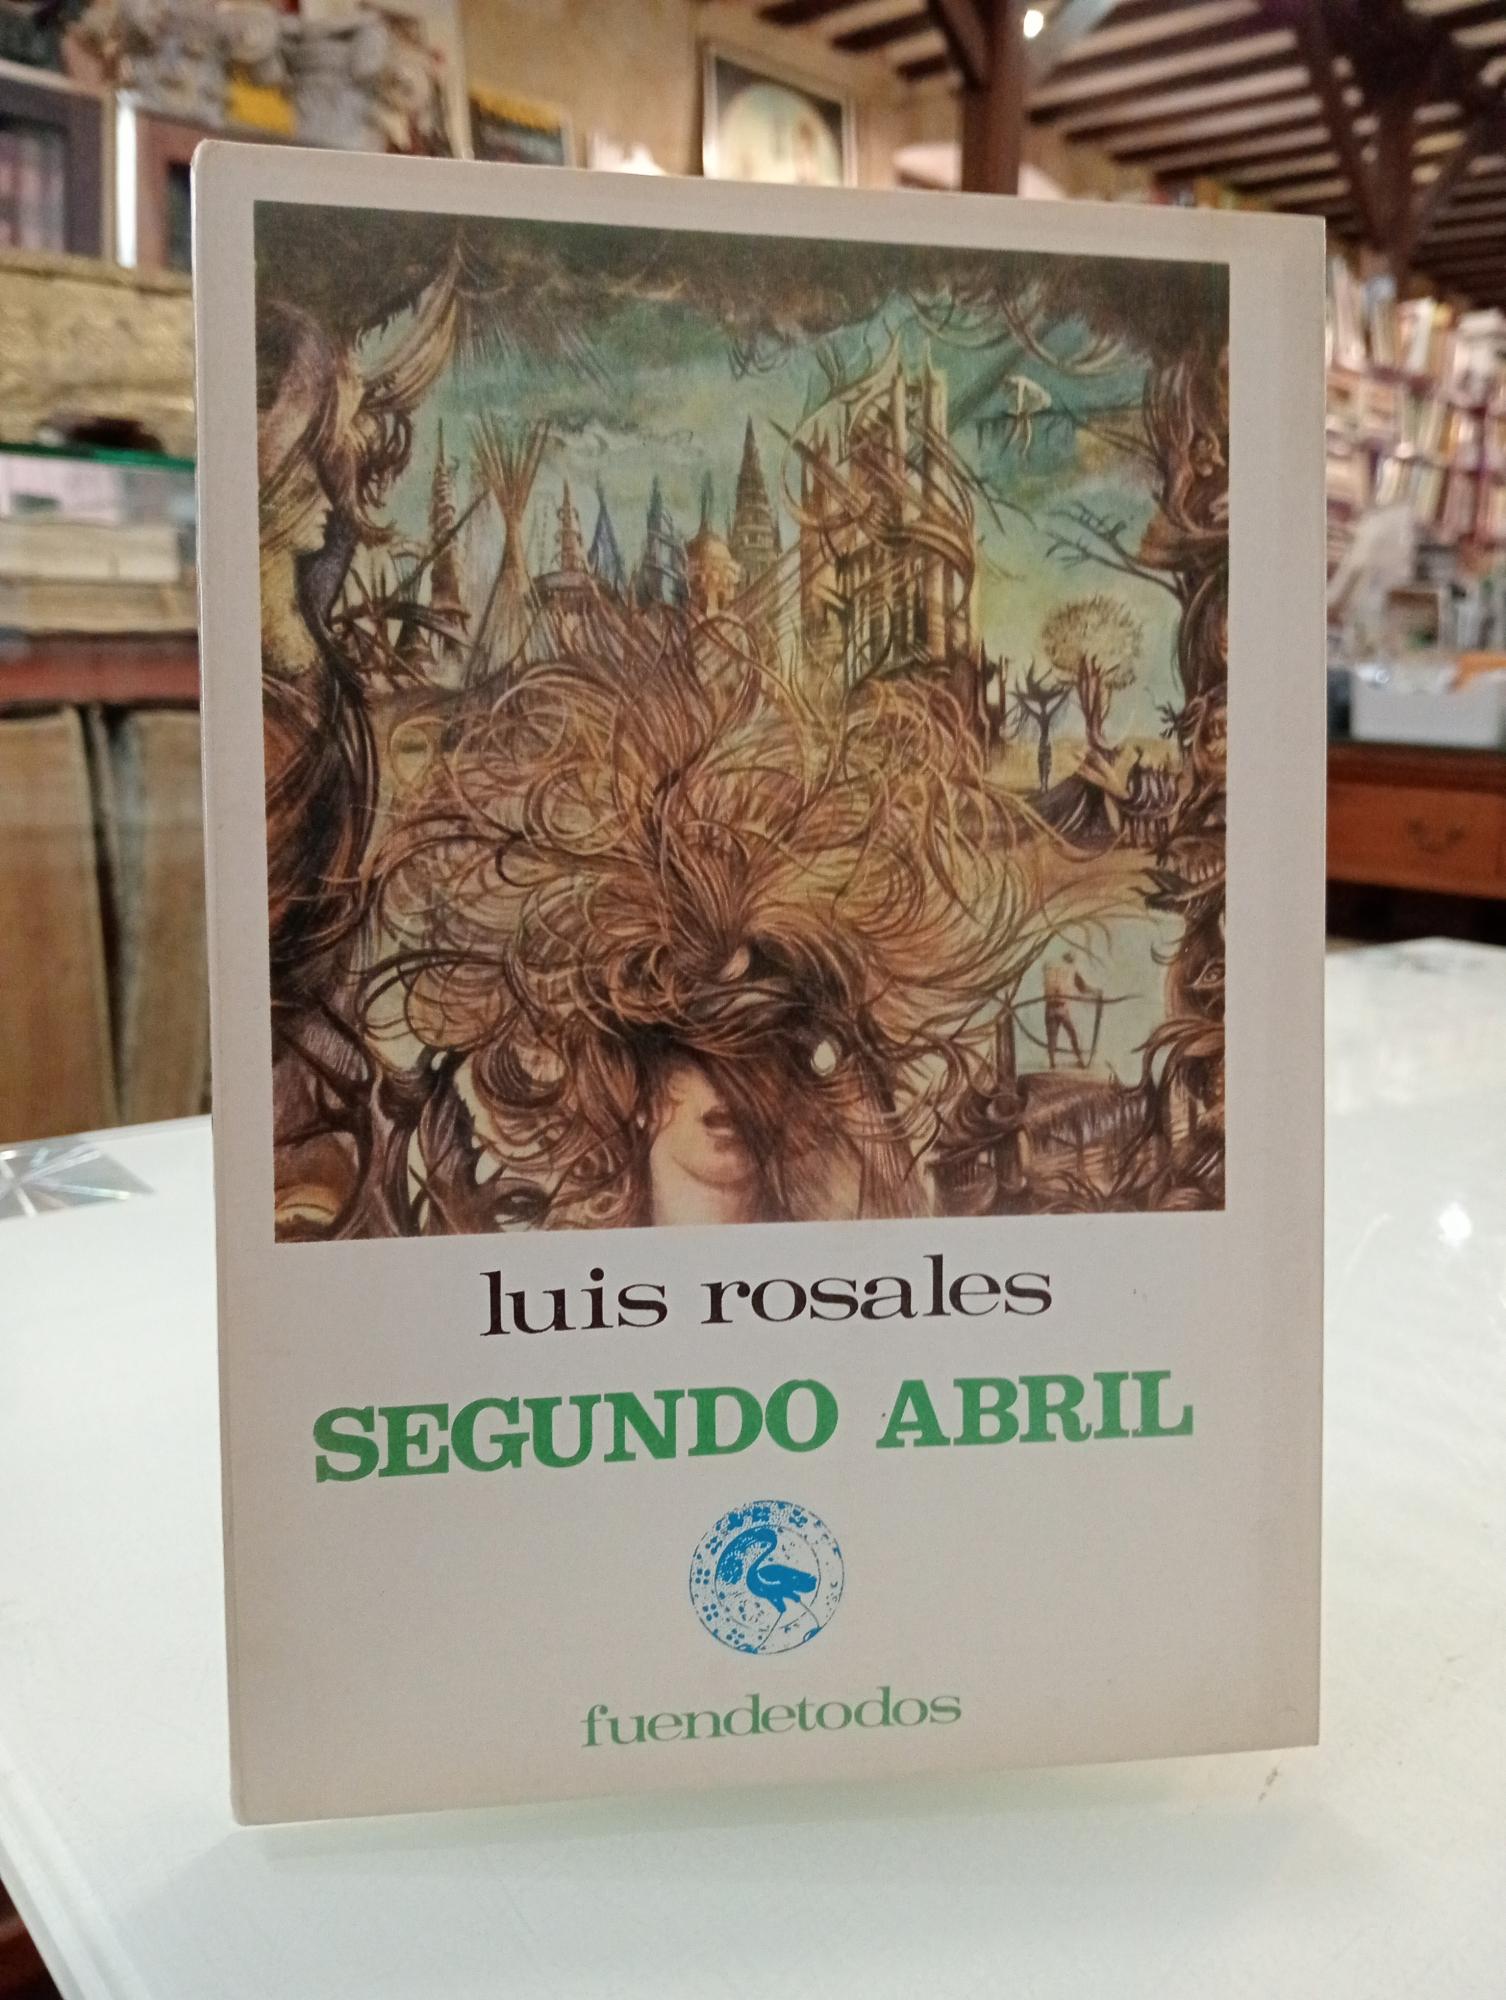 luis rosales
SEGUNDO ABRIL
fuendetodos